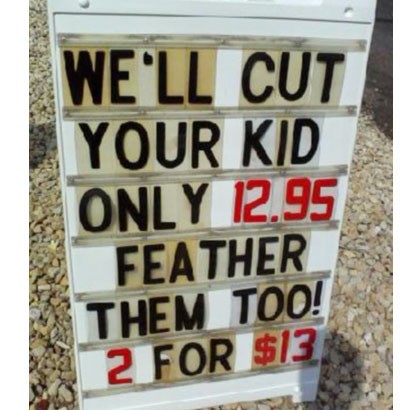 WE'LL CUT
YOUR KID
ONLY 12.95
FEATHER
THEM TOO!
2 FOR $13